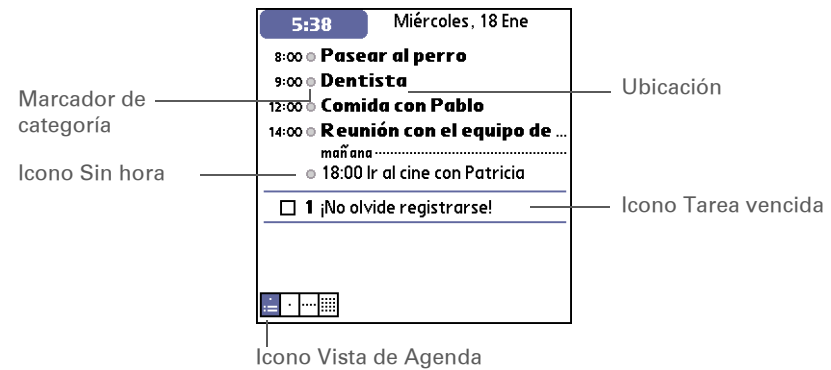 5:38 Miércoles, 18 Ene
8:00 Pasear al perro
9:00 Dentista
Ubicación
Marcador de
categoría
12:00 Comida con Pablo
14:00 Reunión con el equipo de ...
mañana
Icono Sin hora
18:00 Ir al cine con Patricia
1 ¡No olvide registrarse!
Icono Tarea vencida
Icono Vista de Agenda